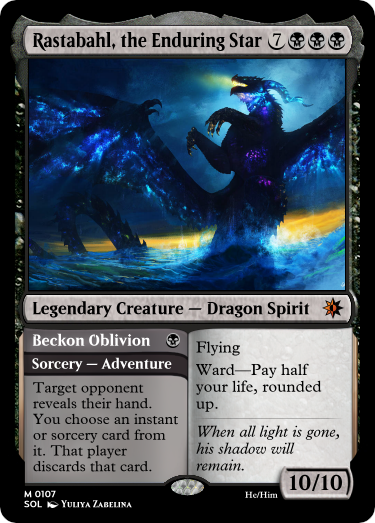 Rastabahl, the Enduring Star 7
Legendary Creature — Dragon Spirit
Beckon Oblivion
Sorcery — Adventure
Target opponent
reveals their hand.
You choose an instant
or sorcery card from
it. That player
discards that card.
Flying
Ward—Pay half
your life, rounded
up.
When all light is gone,
his shadow will
remain.
10/10
M 0107
SOL Yuliya Zabelina
He/Him